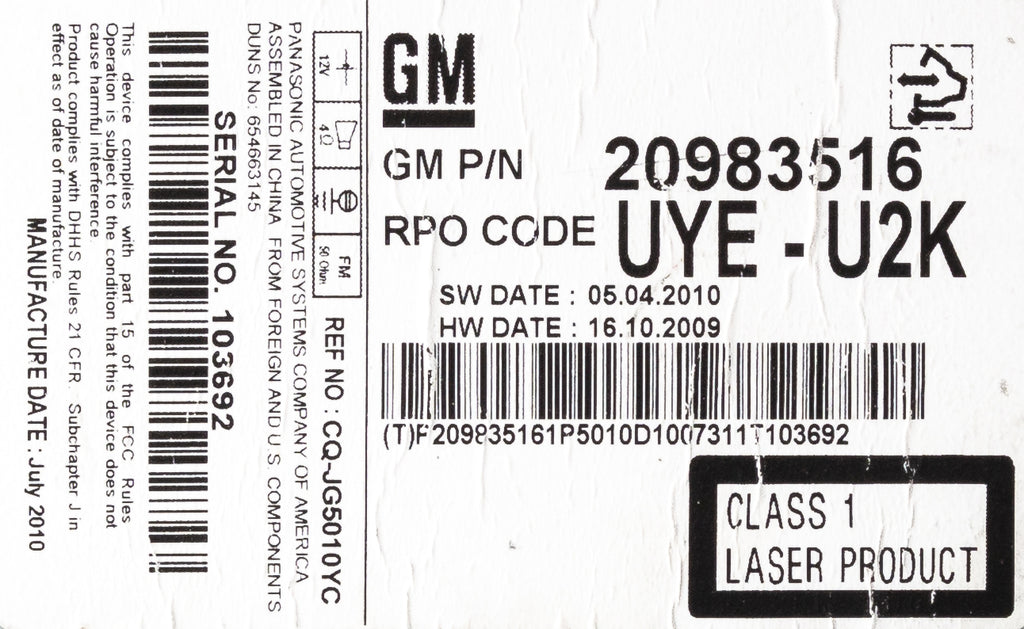 GM
GM P/N 20983516
RPO CODE UYE - U2K
SW DATE : 05.04.2010
HW DATE : 16.10.2009
CLASS 1
LASER PRODUCT
12V
4Ω
FM
50 Ohm
REF NO : CQ-JG5010YC
PANASONIC AUTOMOTIVE SYSTEMS COMPANY OF AMERICA
ASSEMBLED IN CHINA FROM FOREIGN AND U.S. COMPONENTS
DUNS No: 654663145
SERIAL NO. 103692
This device complies with part 15 of the FCC Rules
Operation is subject to the condition that this device does not
cause harmful interference.
Product complies with DHHS Rules 21 CFR Subchapter J in
effect as of date of manufacture.
MANUFACTURE DATE : July 2010